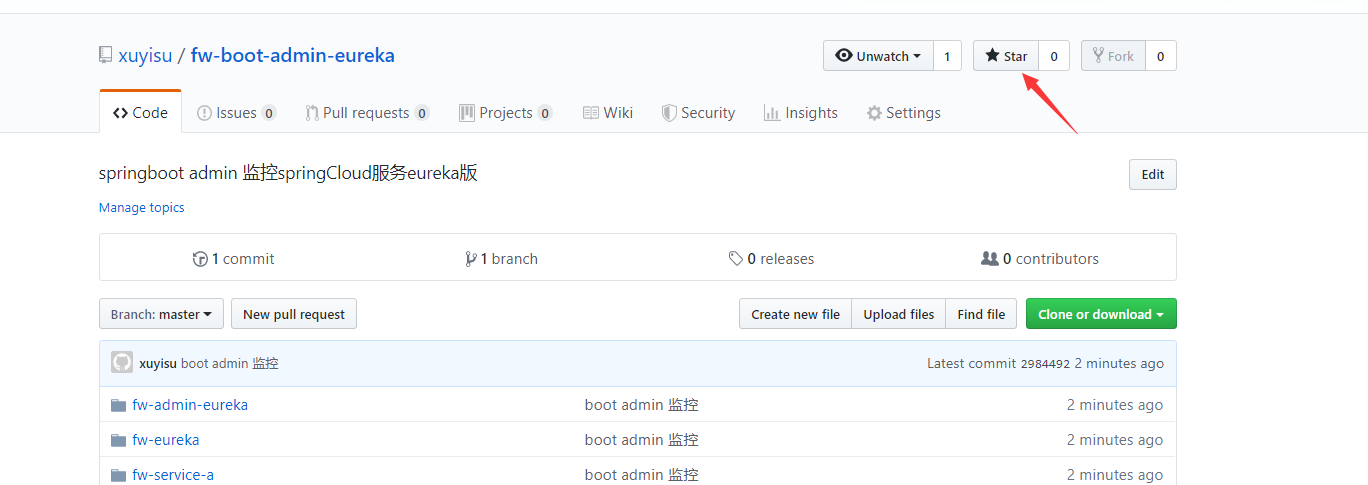 xuyisu / fw-boot-admin-eureka Unwatch 1 Star 0 Fork 0
Code Issues 0 Pull requests 0 Projects 0 Wiki Security Insights Settings
springboot admin 监控springCloud服务eureka版 Edit
Manage topics
1 commit 1 branch 0 releases 0 contributors
Branch: master New pull request Create new file Upload files Find file Clone or download
xuyisu boot admin 监控 Latest commit 2984492 2 minutes ago
fw-admin-eureka boot admin 监控 2 minutes ago
fw-eureka boot admin 监控 2 minutes ago
fw-service-a boot admin 监控 2 minutes ago